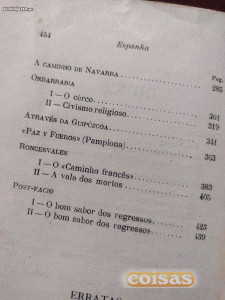 454
Espanha
Pag.
A CAMINHO DE NAVARRA 285
ONDARRABIA
I — O cêrco 301
II — Civismo religioso 319
ATRAVÉS DA GUIPÚZCOA 341
«PAZ Y FUEROS» (Pamplona) 363
RONCESVALES
I — O «Caminho francês» 383
II — A vala dos mortos 405
POST-FACIO
I — O bom sabor dos regressos 423
II — O bom sabor dos regressos 439
ERRATAS
coisas